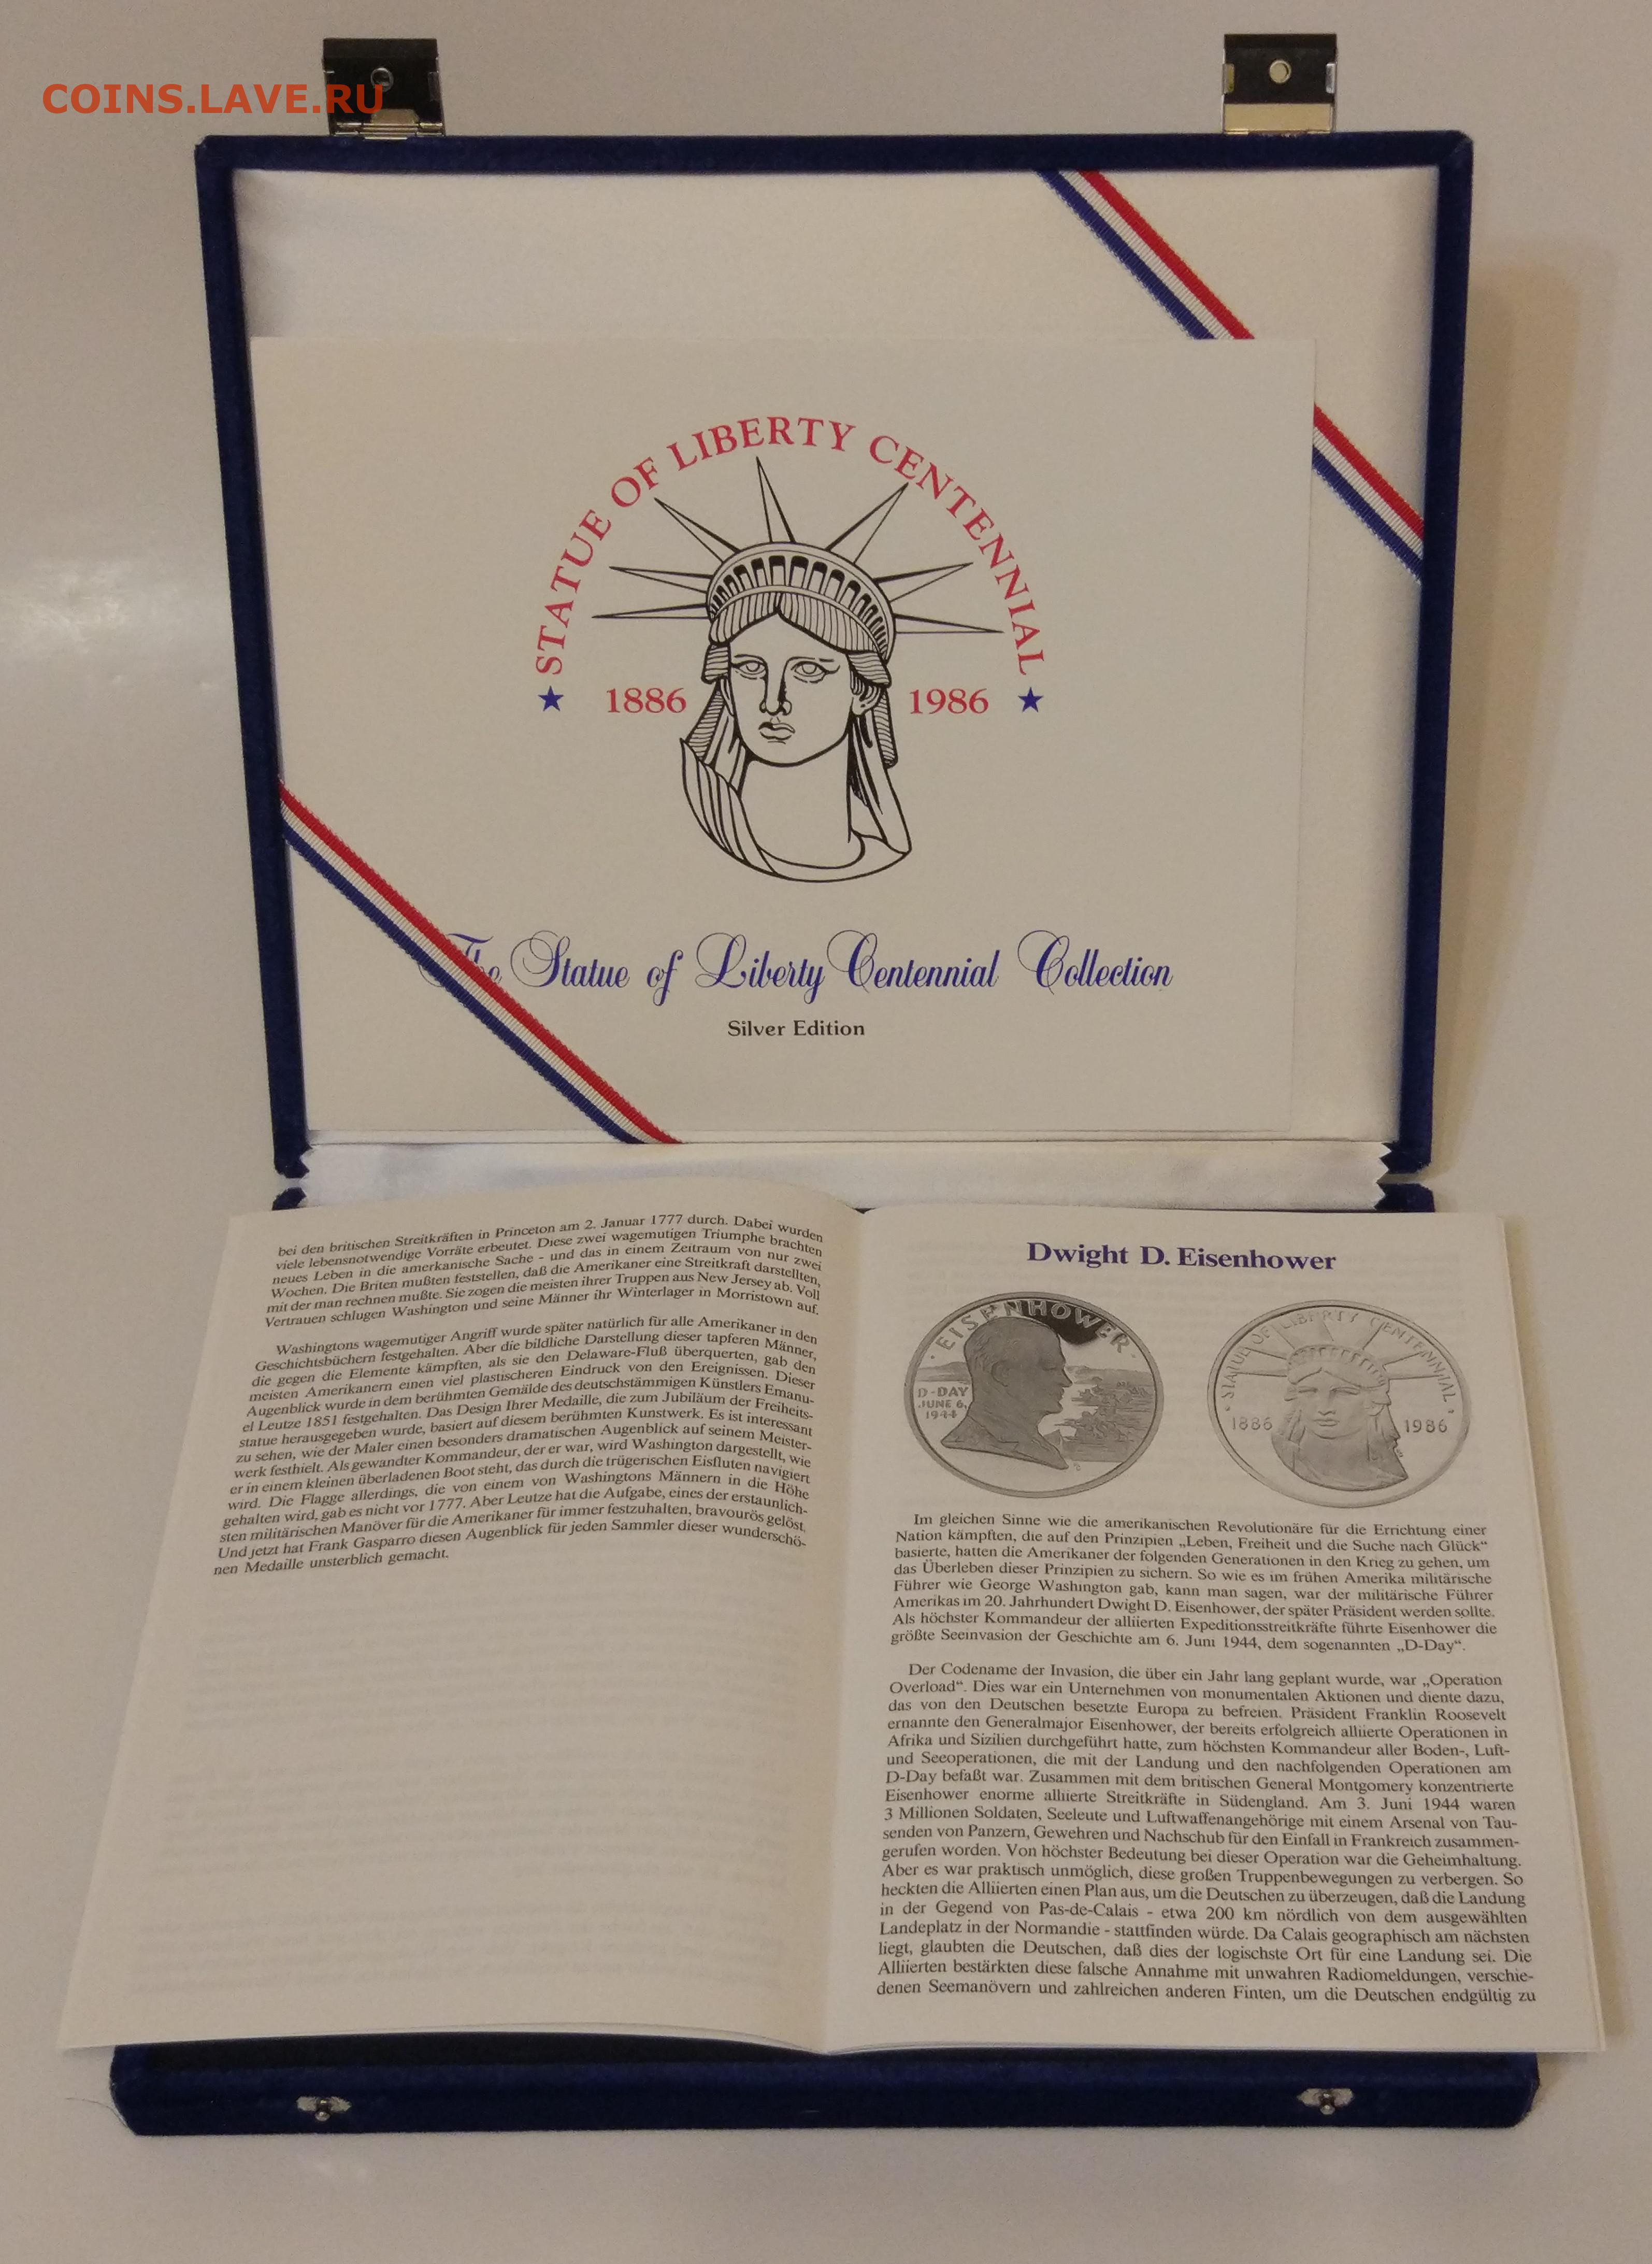 COINS.LAVE.RU
STATUE OF LIBERTY CENTENNIAL
★ 1886 1986 ★
The Statue of Liberty Centennial Collection
Silver Edition
bei den britischen Streitkräften in Princeton am 2. Januar 1777 durch. Dabei wurden
viele lebensnotwendige Vorräte erbeutet. Diese zwei wagemutigen Triumphe brachten
neues Leben in die amerkanische Sache - und das in einem Zeitraum von nur zwei
Wochen. Die Briten mußten feststellen, daß die Amerikaner eine Streitkraft darstellten,
mit der man rechnen mußte. Sie zogen die meisten ihrer Truppen aus New Jersey ab. Voll
Vertrauen schlugen Washington und seine Männer ihr Winterlager in Morristown auf.
Washingtons wagemutiger Angriff wurde später natürlich für alle Amerikaner in den
Geschichtsbüchern festgehalten. Aber die bildliche Darstellung dieser tapferen Männer,
die gegen die Elemente kämpften, als sie den Delaware-Fluß überquerten, gab den
meisten Amerikanern einen viel plastischeren Eindruck von den Ereignissen. Dieser
Augenblick wurde in dem berühmten Gemälde des deutschstämmigen Künstlers Emanu-
el Leutze 1851 festgehalten. Das Design Ihrer Medaille, die zum Jubiläum der Freiheits-
statue herausgegeben wurde, basiert auf diesem berühmten Kunstwerk. Es ist interessant
zu sehen, wie der Maler einen besonders dramatischen Augenblick auf seinem Meister-
werk festhielt. Als gewandter Kommandeur, der er war, wird Washington dargestellt, wie
er in einem kleinen überladenen Boot steht, das durch die trügerischen Eisfluten navigiert
wird. Die Flagge allerdings, die von einem von Washingtons Männern in die Höhe
gehalten wird, gab es nicht vor 1777. Aber Leutze hat die Aufgabe, eines der erstaunlich-
sten militärischen Manöver für die Amerikaner für immer festzuhalten, bravourös gelöst.
Und jetzt hat Frank Gasparro diesen Augenblick für jeden Sammler dieser wunderschö-
nen Medaille unsterblich gemacht.
Dwight D. Eisenhower
· EISENHOWER ·
D-DAY
JUNE 6,
1944
· STATUE OF LIBERTY CENTENNIAL ·
1886 1986
Im gleichen Sinne wie die amerikanischen Revolutionäre für die Errichtung einer
Nation kämpften, die auf den Prinzipien „Leben, Freiheit und die Suche nach Glück“
basierte, hatten die Amerikaner der folgenden Generationen in den Krieg zu gehen, um
das Überleben dieser Prinzipien zu sichern. So wie es im frühen Amerika militärische
Führer wie George Washington gab, kann man sagen, war der militärische Führer
Amerikas im 20. Jahrhundert Dwight D. Eisenhower, der später Präsident werden sollte.
Als höchster Kommandeur der alliierten Expeditionsstreitkräfte führte Eisenhower die
größte Seeinvasion der Geschichte am 6. Juni 1944, dem sogenannten „D-Day“.
Der Codename der Invasion, die über ein Jahr lang geplant wurde, war „Operation
Overload“. Dies war ein Unternehmen von monumentalen Aktionen und diente dazu,
das von den Deutschen besetzte Europa zu befreien. Präsident Franklin Roosevelt
ernannte den Generalmajor Eisenhower, der bereits erfolgreich alliierte Operationen in
Afrika und Sizilien durchgeführt hatte, zum höchsten Kommandeur aller Boden-, Luft-
und Seeoperationen, die mit der Landung und den nachfolgenden Operationen am
D-Day befaßt war. Zusammen mit dem britischen General Montgomery konzentrierte
Eisenhower enorme alliierte Streitkräfte in Südengland. Am 3. Juni 1944 waren
3 Millionen Soldaten, Seeleute und Luftwaffenangehörige mit einem Arsenal von Tau-
senden von Panzern, Gewehren und Nachschub für den Einfall in Frankreich zusammen-
gerufen worden. Von höchster Bedeutung bei dieser Operation war die Geheimhaltung.
Aber es war praktisch unmöglich, diese großen Truppenbewegungen zu verbergen. So
heckten die Alliierten einen Plan aus, um die Deutschen zu überzeugen, daß die Landung
in der Gegend von Pas-de-Calais - etwa 200 km nördlich von dem ausgewählten
Landeplatz in der Normandie - stattfinden würde. Da Calais geographisch am nächsten
liegt, glaubten die Deutschen, daß dies der logischste Ort für eine Landung sei. Die
Alliierten bestärkten diese falsche Annahme mit unwahren Radiomeldungen, verschie-
denen Seemanövern und zahlreichen anderen Finten, um die Deutschen endgültig zu